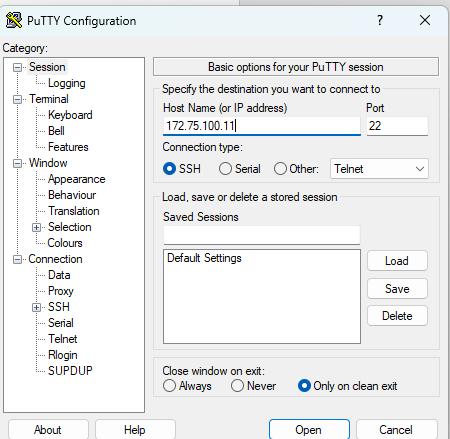 PuTTY Configuration
?
Category:
Session
Logging
Terminal
Keyboard
Bell
Features
Window
Appearance
Behaviour
Translation
Selection
Colours
Connection
Data
Proxy
SSH
Serial
Telnet
Rlogin
SUPDUP
Basic options for your PuTTY session
Specify the destination you want to connect to
Host Name (or IP address) Port
172.75.100.11 22
Connection type:
SSH Serial Other: Telnet
Load, save or delete a stored session
Saved Sessions
Default Settings
Load
Save
Delete
Close window on exit:
Always Never Only on clean exit
About Help Open Cancel